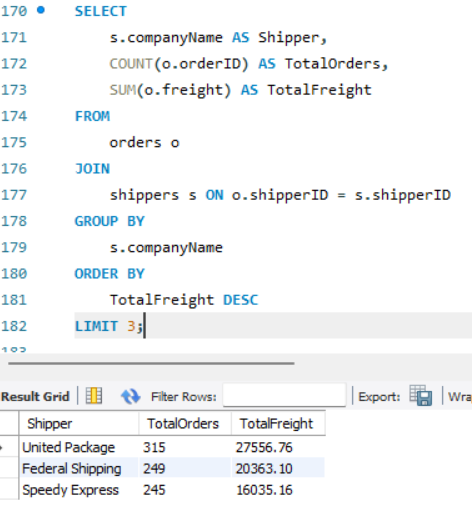 170 SELECT
171 s.companyName AS Shipper,
172 COUNT(o.orderID) AS TotalOrders,
173 SUM(o.freight) AS TotalFreight
174 FROM
175 orders o
176 JOIN
177 shippers s ON o.shipperID = s.shipperID
178 GROUP BY
179 s.companyName
180 ORDER BY
181 TotalFreight DESC
182 LIMIT 3;
183
Result Grid Filter Rows: Export:
Shipper TotalOrders TotalFreight
United Package 315 27556.76
Federal Shipping 249 20363.10
Speedy Express 245 16035.16